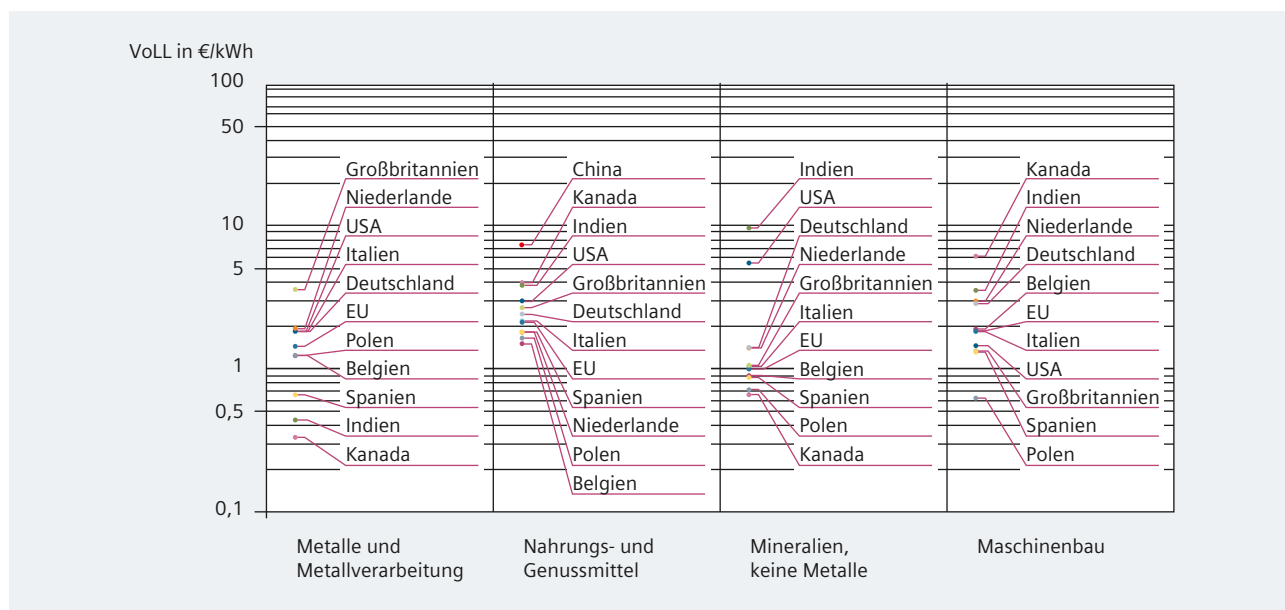 VoLL in €/kWh
100
50
10
5
1
0,5
0,1
Großbritannien
Niederlande
USA
Italien
Deutschland
EU
Polen
Belgien
Spanien
Indien
Kanada
China
Kanada
Indien
USA
Großbritannien
Deutschland
Italien
EU
Spanien
Niederlande
Polen
Belgien
Indien
USA
Deutschland
Niederlande
Großbritannien
Italien
EU
Belgien
Spanien
Polen
Kanada
Kanada
Indien
Niederlande
Deutschland
Belgien
EU
Italien
USA
Großbritannien
Spanien
Polen
Metalle und
Metallverarbeitung
Nahrungs- und
Genussmittel
Mineralien,
keine Metalle
Maschinenbau